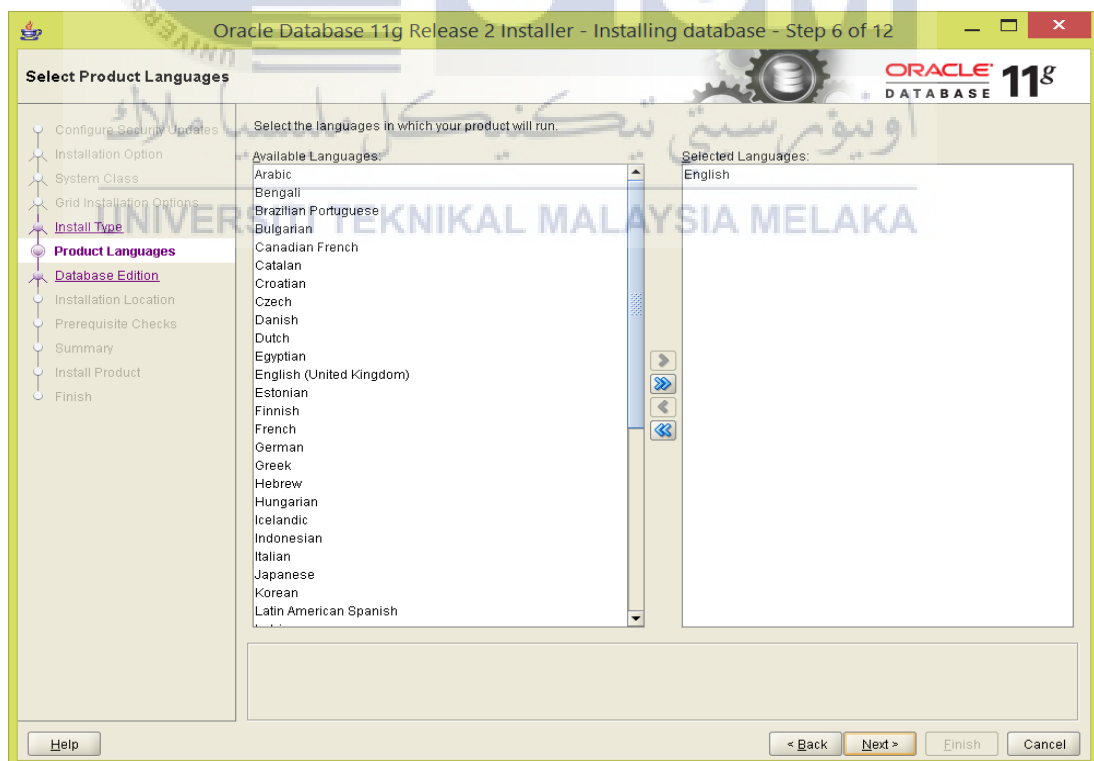 Oracle Database 11g Release 2 Installer - Installing database - Step 6 of 12
Select Product Languages
ORACLE
DATABASE 11g
Configure Security Updates
Installation Option
System Class
Grid Installation Options
Install Type
Product Languages
Database Edition
Installation Location
Prerequisite Checks
Summary
Install Product
Finish
Select the languages in which your product will run.
Available Languages:
Arabic
Bengali
Brazilian Portuguese
Bulgarian
Canadian French
Catalan
Croatian
Czech
Danish
Dutch
Egyptian
English (United Kingdom)
Estonian
Finnish
French
German
Greek
Hebrew
Hungarian
Icelandic
Indonesian
Italian
Japanese
Korean
Latin American Spanish
Selected Languages:
English
اونيۏرسيتي تيكنيكل مليسيا ملاك
UNIVERSITI TEKNIKAL MALAYSIA MELAKA
Help
< Back
Next >
Finish
Cancel